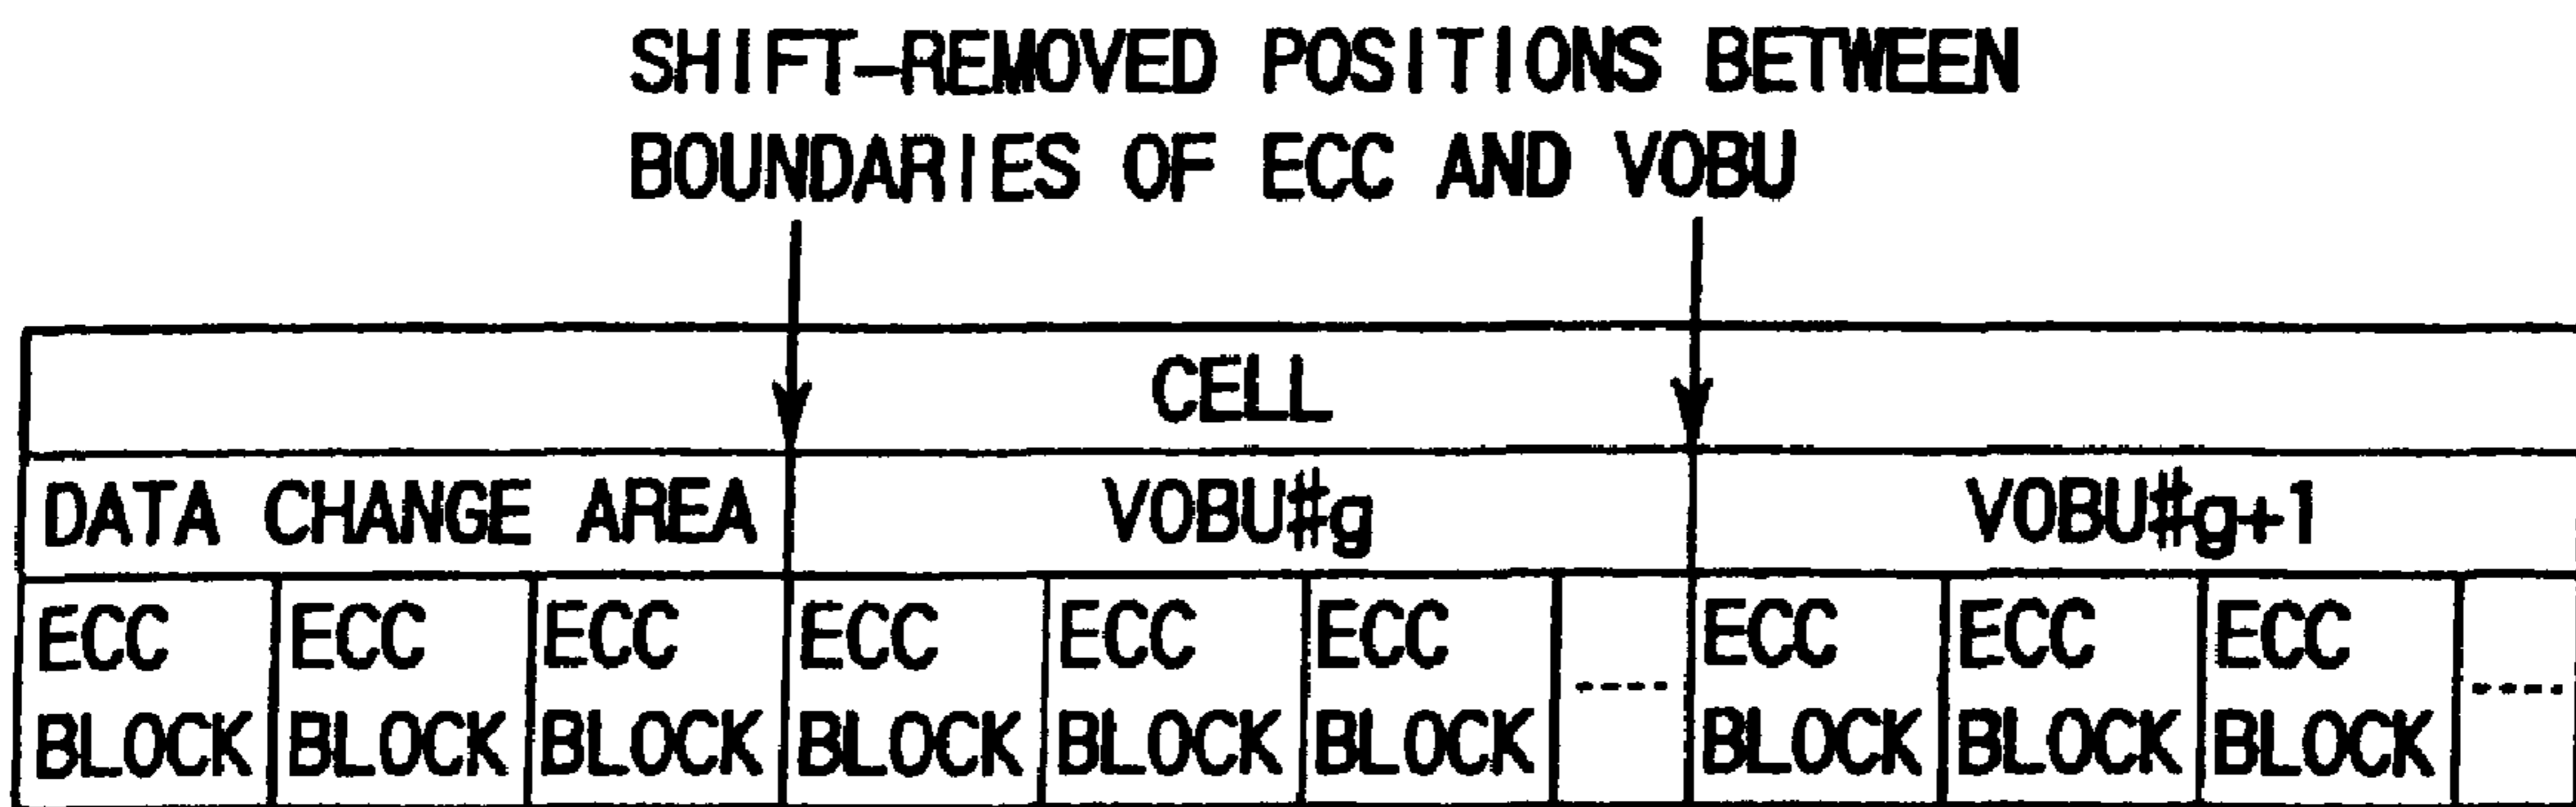 SHIFT-REMOVED POSITIONS BETWEEN
BOUNDARIES OF ECC AND VOBU
CELL
DATA CHANGE AREA VOBU#g VOBU#g+1
ECC ECC ECC ECC ECC ECC ECC ECC ECC
BLOCK BLOCK BLOCK BLOCK BLOCK BLOCK ---- BLOCK BLOCK BLOCK ----